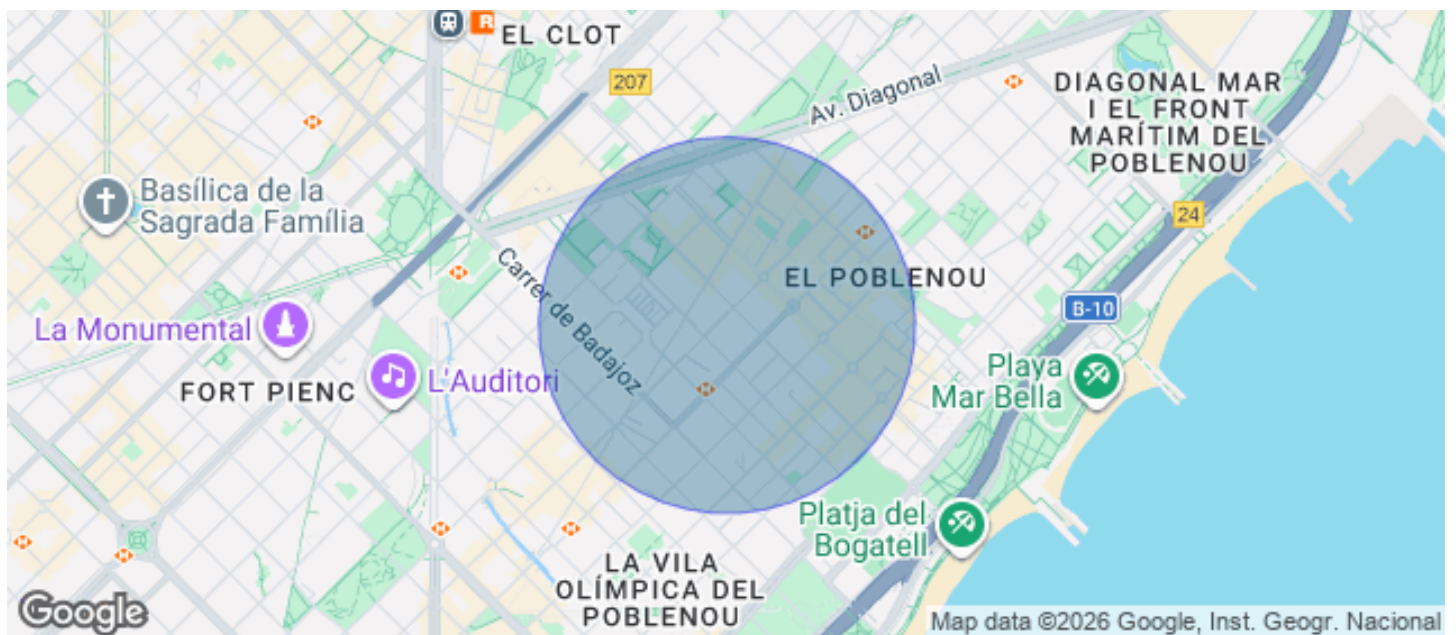 R
EL CLOT
207
Av. Diagonal
DIAGONAL MAR
I EL FRONT
MARÍTIM DEL
POBLENOU
Basílica de la
Sagrada Família
24
Carrer de Badajoz
EL POBLENOU
B-10
La Monumental
L'Auditori
FORT PIENC
Playa
Mar Bella
Platja del
Bogatell
LA VILA
OLÍMPICA DEL
POBLENOU
Google
Map data ©2026 Google, Inst. Geogr. Nacional